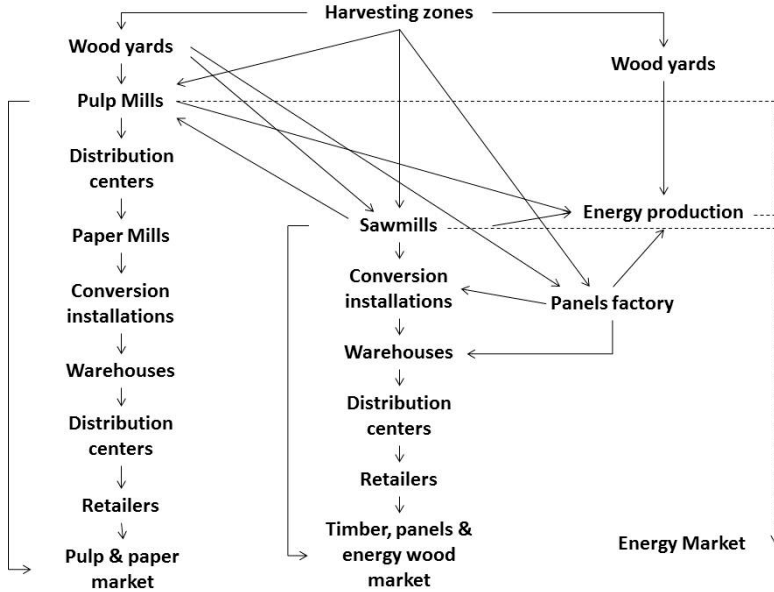 Harvesting zones
Wood yards
Pulp Mills
Distribution
centers
Paper Mills
Conversion
installations
Warehouses
Distribution
centers
Retailers
Pulp & paper
market
Sawmills
Conversion
installations
Warehouses
Distribution
centers
Retailers
Timber, panels &
energy wood
market
Wood yards
Energy production
Panels factory
Energy Market